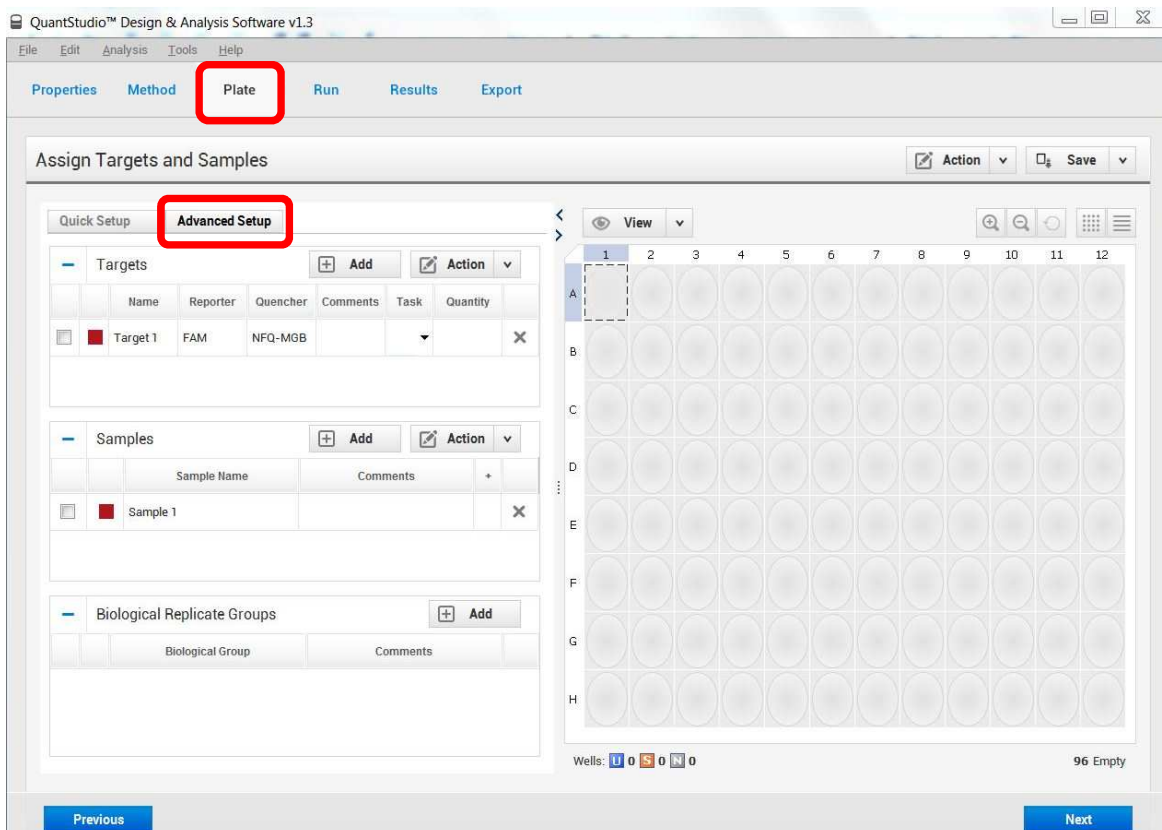 QuantStudio™ Design & Analysis Software v1.3
File Edit Analysis Tools Help
Properties Method Plate Run Results Export
Assign Targets and Samples
Action
Save
Quick Setup Advanced Setup
Targets
Add
Action
Name Reporter Quencher Comments Task Quantity
Target 1 FAM NFQ-MGB
Samples
Add
Action
Sample Name Comments +
Sample 1
Biological Replicate Groups
Add
Biological Group Comments
View
1 2 3 4 5 6 7 8 9 10 11 12
A
B
C
D
E
F
G
H
Wells: U 0 S 0 N 0
96 Empty
Previous
Next